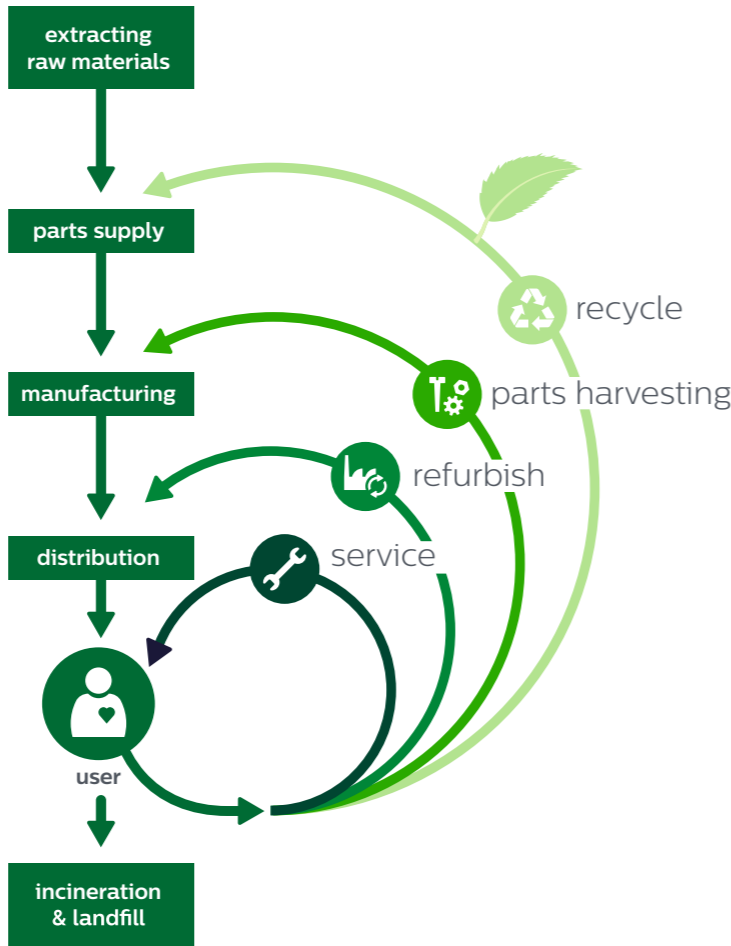 extracting
raw materials
parts supply
recycle
manufacturing
parts harvesting
refurbish
distribution
service
user
incineration
& landfill